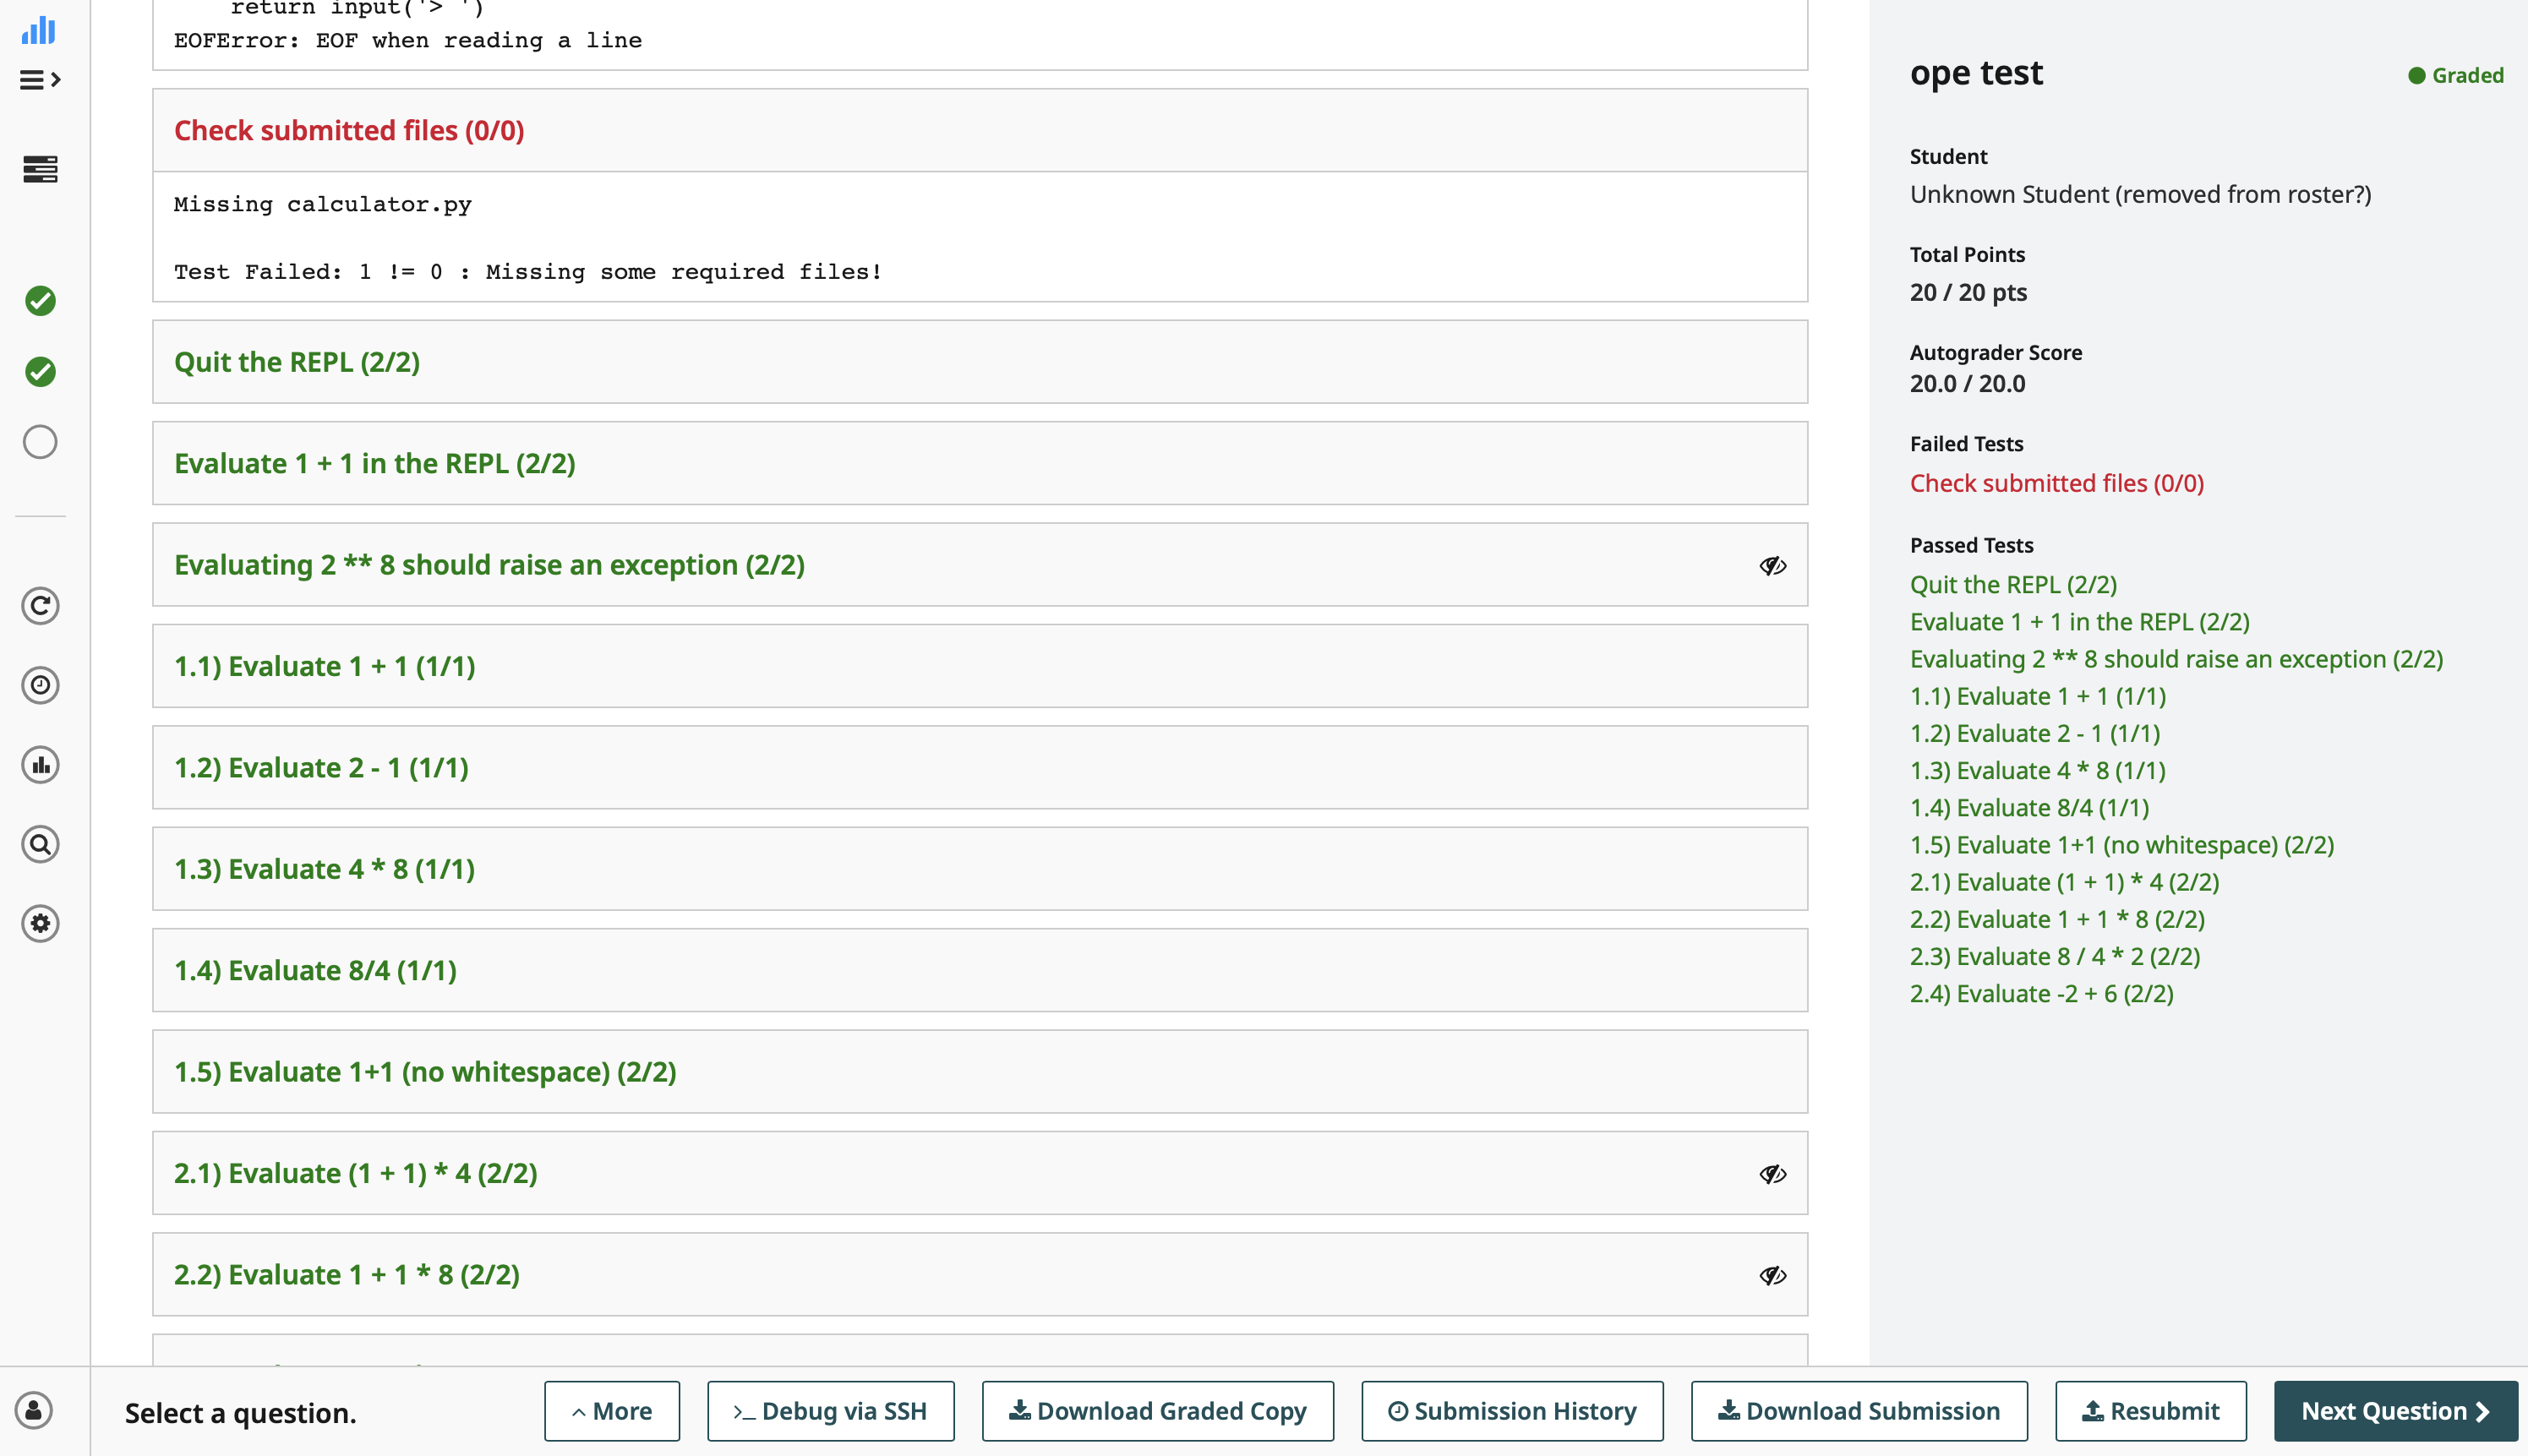 return input('> ')
EOFError: EOF when reading a line
Check submitted files (0/0)
Missing calculator.py
Test Failed: 1 != 0 : Missing some required files!
Quit the REPL (2/2)
Evaluate 1 + 1 in the REPL (2/2)
Evaluating 2 ** 8 should raise an exception (2/2)
1.1) Evaluate 1 + 1 (1/1)
1.2) Evaluate 2 - 1 (1/1)
1.3) Evaluate 4 * 8 (1/1)
1.4) Evaluate 8/4 (1/1)
1.5) Evaluate 1+1 (no whitespace) (2/2)
2.1) Evaluate (1 + 1) * 4 (2/2)
2.2) Evaluate 1 + 1 * 8 (2/2)
ope test
Graded
Student
Unknown Student (removed from roster?)
Total Points
20 / 20 pts
Autograder Score
20.0 / 20.0
Failed Tests
Check submitted files (0/0)
Passed Tests
Quit the REPL (2/2)
Evaluate 1 + 1 in the REPL (2/2)
Evaluating 2 ** 8 should raise an exception (2/2)
1.1) Evaluate 1 + 1 (1/1)
1.2) Evaluate 2 - 1 (1/1)
1.3) Evaluate 4 * 8 (1/1)
1.4) Evaluate 8/4 (1/1)
1.5) Evaluate 1+1 (no whitespace) (2/2)
2.1) Evaluate (1 + 1) * 4 (2/2)
2.2) Evaluate 1 + 1 * 8 (2/2)
2.3) Evaluate 8 / 4 * 2 (2/2)
2.4) Evaluate -2 + 6 (2/2)
Select a question.
More
>_ Debug via SSH
Download Graded Copy
Submission History
Download Submission
Resubmit
Next Question